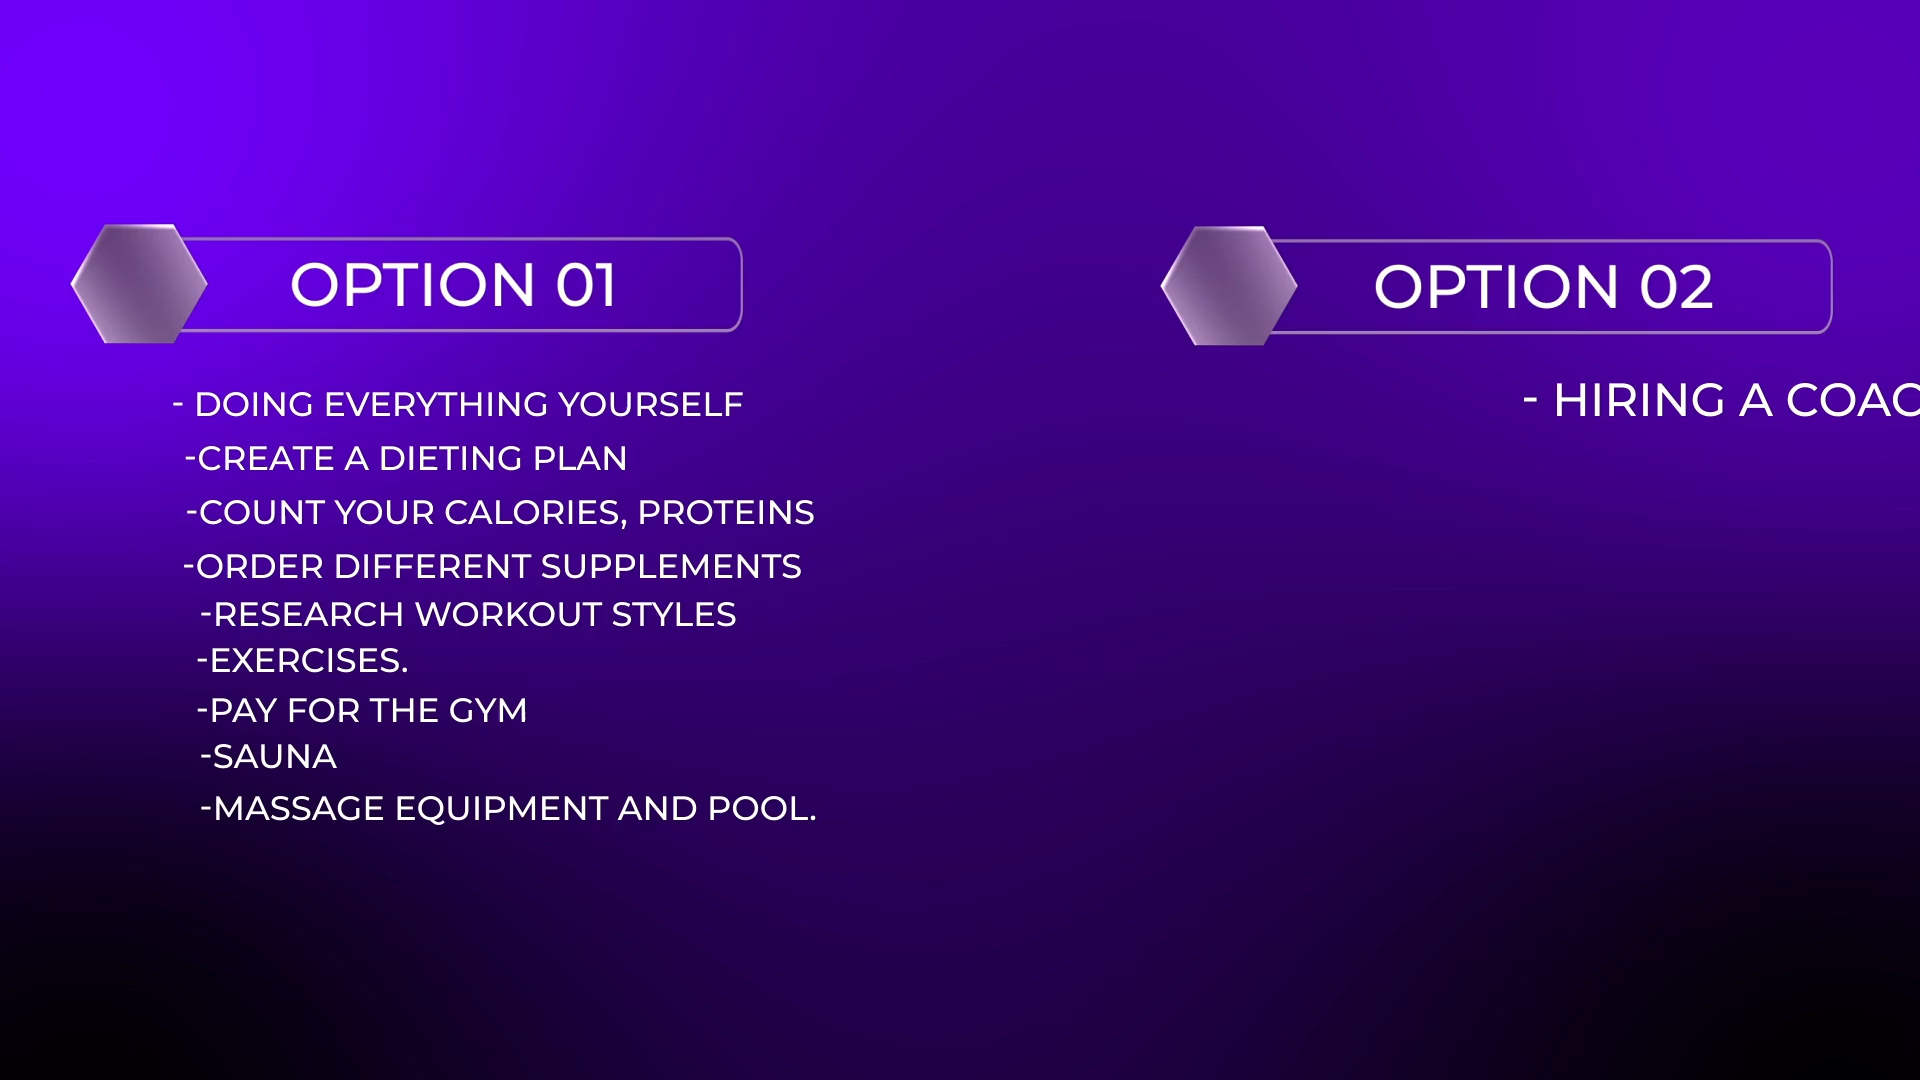 OPTION 01
- DOING EVERYTHING YOURSELF
-CREATE A DIETING PLAN
-COUNT YOUR CALORIES, PROTEINS
-ORDER DIFFERENT SUPPLEMENTS
-RESEARCH WORKOUT STYLES
-EXERCISES.
-PAY FOR THE GYM
-SAUNA
-MASSAGE EQUIPMENT AND POOL.
OPTION 02
- HIRING A COAC